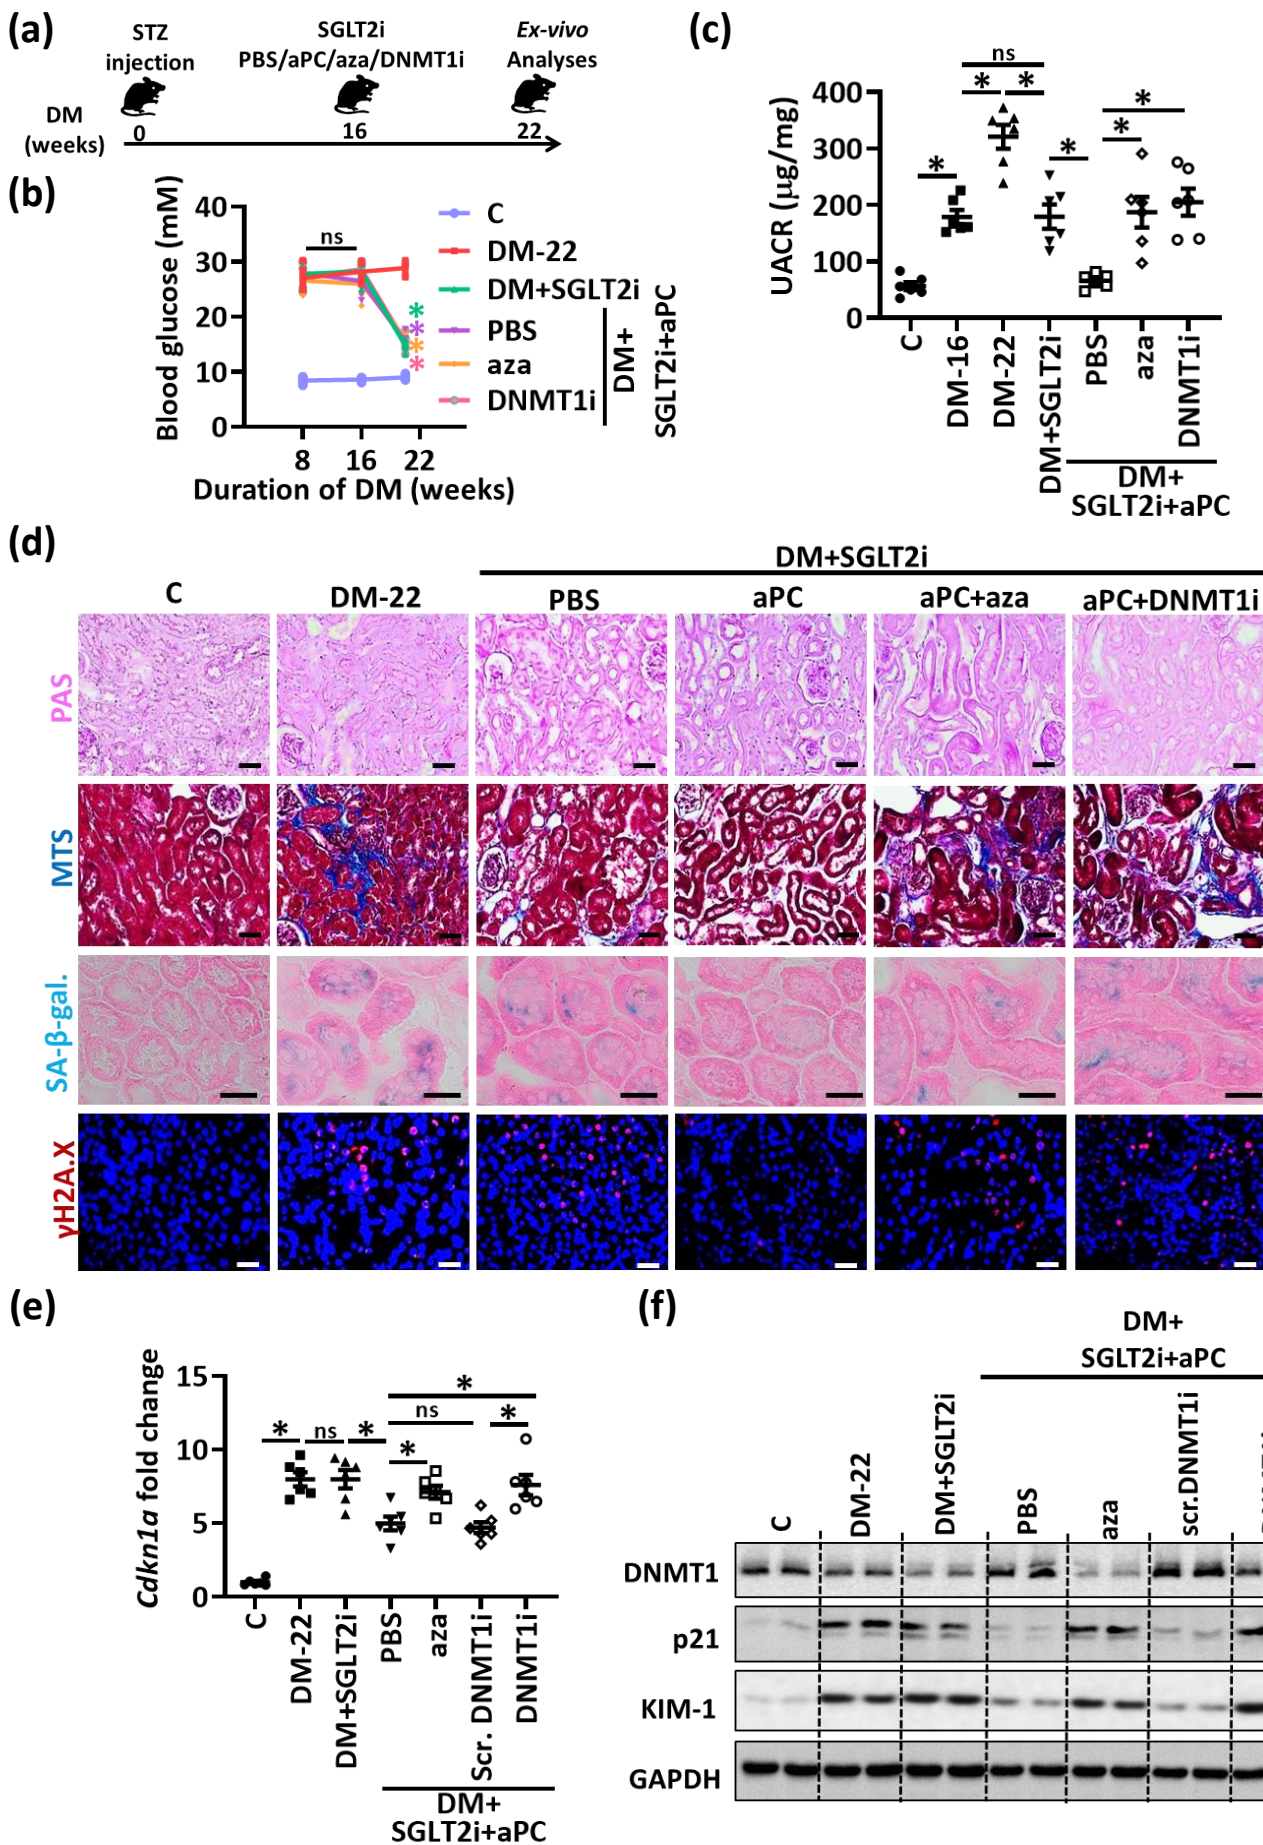 (a)
STZ
injection
SGLT2i
PBS/aPC/aza/DNMT1i
Ex-vivo
Analyses
DM
(weeks)
0
16
22
(b)
Blood glucose (mM)
40
30
20
10
0
ns
*
*
*
*
8
16
22
Duration of DM (weeks)
C
DM-22
DM+SGLT2i
PBS
aza
DNMT1i
DM+
SGLT2i+aPC
(c)
UACR (µg/mg)
400
300
200
100
0
ns
* * *
* * * *
C
DM-16
DM-22
DM+SGLT2i
PBS
aza
DNMT1i
DM+
SGLT2i+aPC
(d)
DM+SGLT2i
C
DM-22
PBS
aPC
aPC+aza
aPC+DNMT1i
PAS
MTS
SA-β-gal.
γH2A.X
(e)
Cdkn1a fold change
15
10
5
0
*
ns *
* ns * *
C
DM-22
DM+SGLT2i
PBS
aza
Scr. DNMT1i
DNMT1i
DM+
SGLT2i+aPC
(f)
DM+
SGLT2i+aPC
C
DM-22
DM+SGLT2i
PBS
aza
scr.DNMT1i
DNMT1
p21
KIM-1
GAPDH